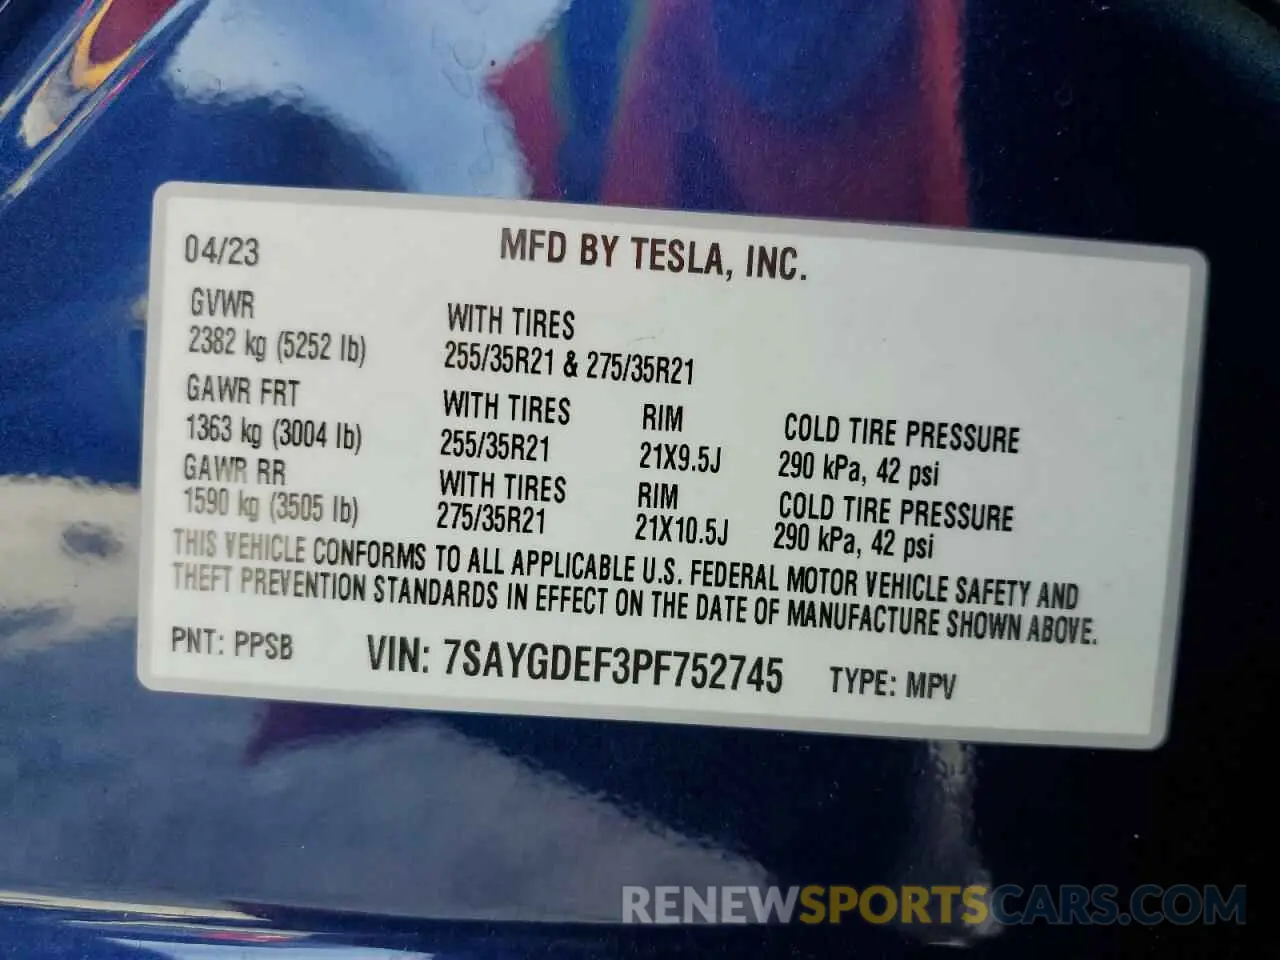 04/23 MFD BY TESLA, INC.
GVWR WITH TIRES
2382 kg (5252 lb) 255/35R21 & 275/35R21
GAWR FRT WITH TIRES RIM COLD TIRE PRESSURE
1363 kg (3004 lb) 255/35R21 21X9.5J 290 kPa, 42 psi
GAWR RR WITH TIRES RIM COLD TIRE PRESSURE
1590 kg (3505 lb) 275/35R21 21X10.5J 290 kPa, 42 psi
THIS VEHICLE CONFORMS TO ALL APPLICABLE U.S. FEDERAL MOTOR VEHICLE SAFETY AND
THEFT PREVENTION STANDARDS IN EFFECT ON THE DATE OF MANUFACTURE SHOWN ABOVE.
PNT: PPSB VIN: 7SAYGDEF3PF752745 TYPE: MPV
RENEWSPORTSCARS.COM